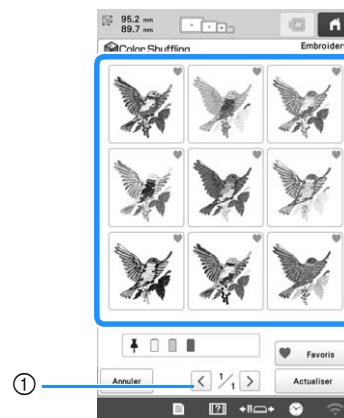 95.2 mm
89.7 mm
Color Shuffling
Embroider
1/1
Favoris
Annuler
Actualiser
①